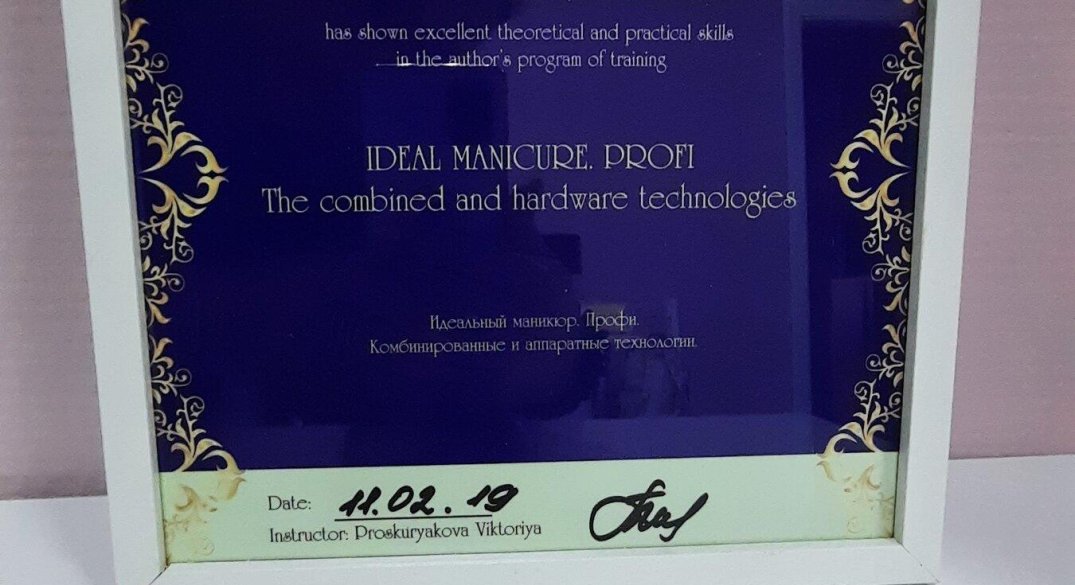 has shown excellent theoretical and practical skills
in the author's program of training
IDEAL MANICURE. PROFI
The combined and hardware technologies
Идеальный маникюр. Профи.
Комбинированные и аппаратные технологии.
Date: 11.02.19
Instructor: Proskuryakova Viktoriya